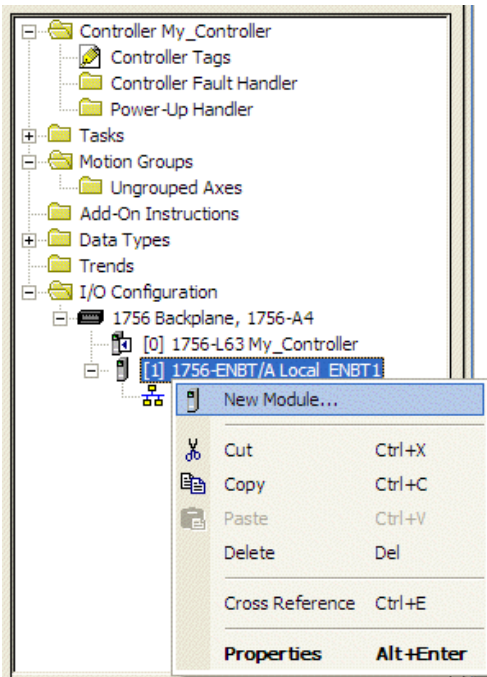 Controller My_Controller
Controller Tags
Controller Fault Handler
Power-Up Handler
Tasks
Motion Groups
Ungrouped Axes
Add-On Instructions
Data Types
Trends
I/O Configuration
1756 Backplane, 1756-A4
[0] 1756-L63 My_Controller
[1] 1756-ENBT/A Local_ENBT1
New Module...
Cut Ctrl+X
Copy Ctrl+C
Paste Ctrl+V
Delete Del
Cross Reference Ctrl+E
Properties Alt+Enter